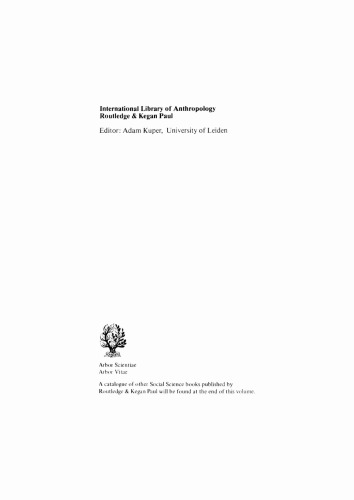 International Library of Anthropology
Routledge & Kegan Paul
Editor: Adam Kuper, University of Leiden
Arbor Scientiae
Arbor Vitae
A catalogue of other Social Science books published by
Routledge & Kegan Paul will be found at the end of this volume.